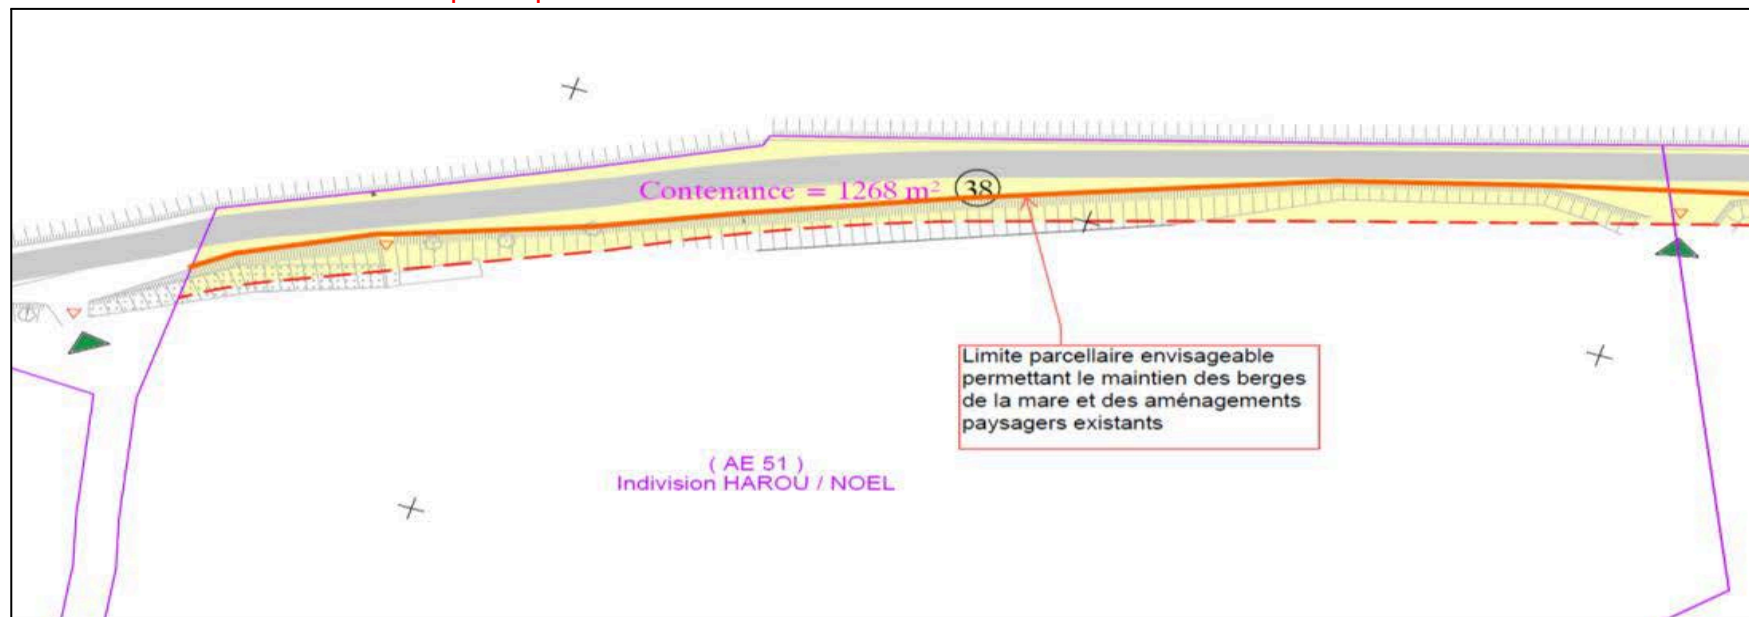 Contenance = 1268 m² 38
Limite parcellaire envisageable
permettant le maintien des berges
de la mare et des aménagements
paysagers existants
( AE 51 )
Indivision HAROU / NOEL